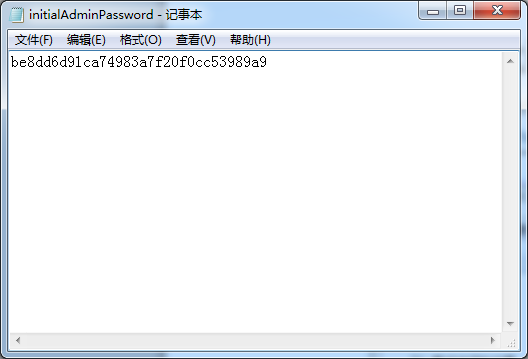 initialAdminPassword - 记事本
文件(F) 编辑(E) 格式(O) 查看(V) 帮助(H)
be8dd6d91ca74983a7f20f0cc53989a9